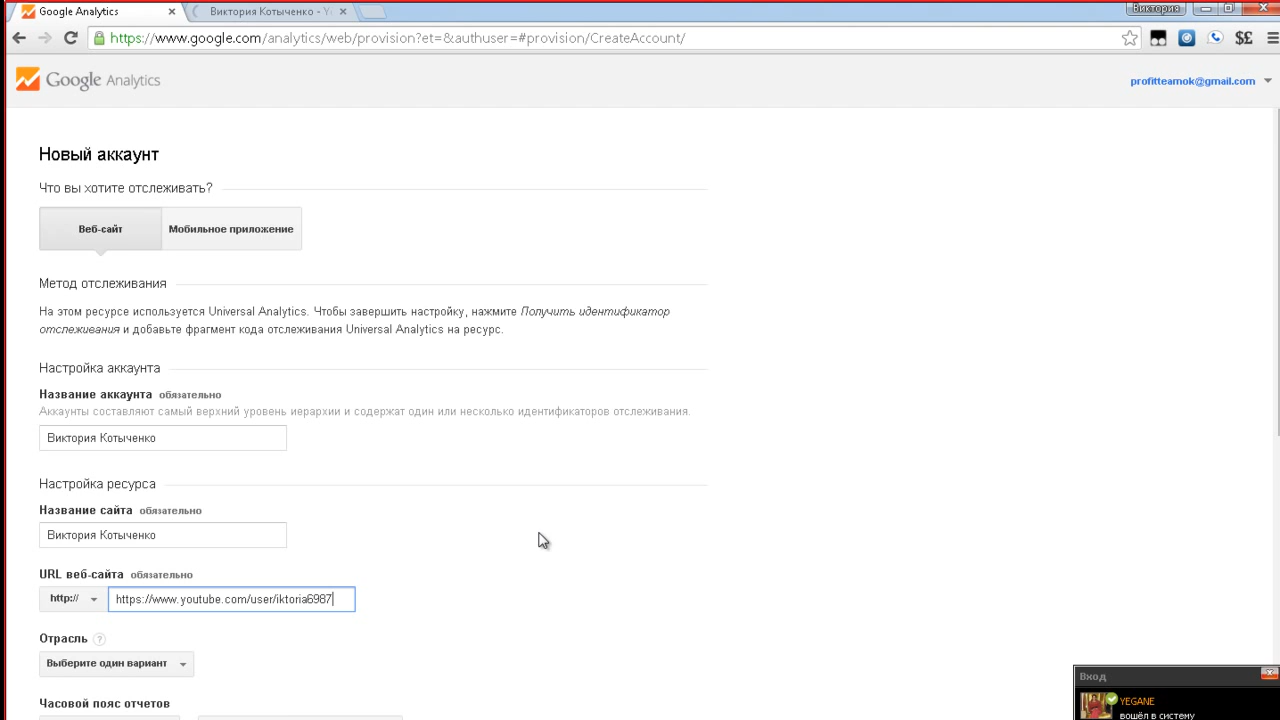 Google Analytics
Виктория Котыченко - Y
Виктория
https://www.google.com/analytics/web/provision?et=&authuser=#provision/CreateAccount/
$£
Google Analytics
profitteamok@gmail.com
Новый аккаунт
Что вы хотите отслеживать?
Веб-сайт
Мобильное приложение
Метод отслеживания
На этом ресурсе используется Universal Analytics. Чтобы завершить настройку, нажмите Получить идентификатор
отслеживания и добавьте фрагмент кода отслеживания Universal Analytics на ресурс.
Настройка аккаунта
Название аккаунта обязательно
Аккаунты составляют самый верхний уровень иерархии и содержат один или несколько идентификаторов отслеживания.
Виктория Котыченко
Настройка ресурса
Название сайта обязательно
Виктория Котыченко
URL веб-сайта обязательно
http:// https://www.youtube.com/user/iktoria6987
Отрасль ?
Выберите один вариант
Часовой пояс отчетов
Вход
YEGANE
вошёл в систему